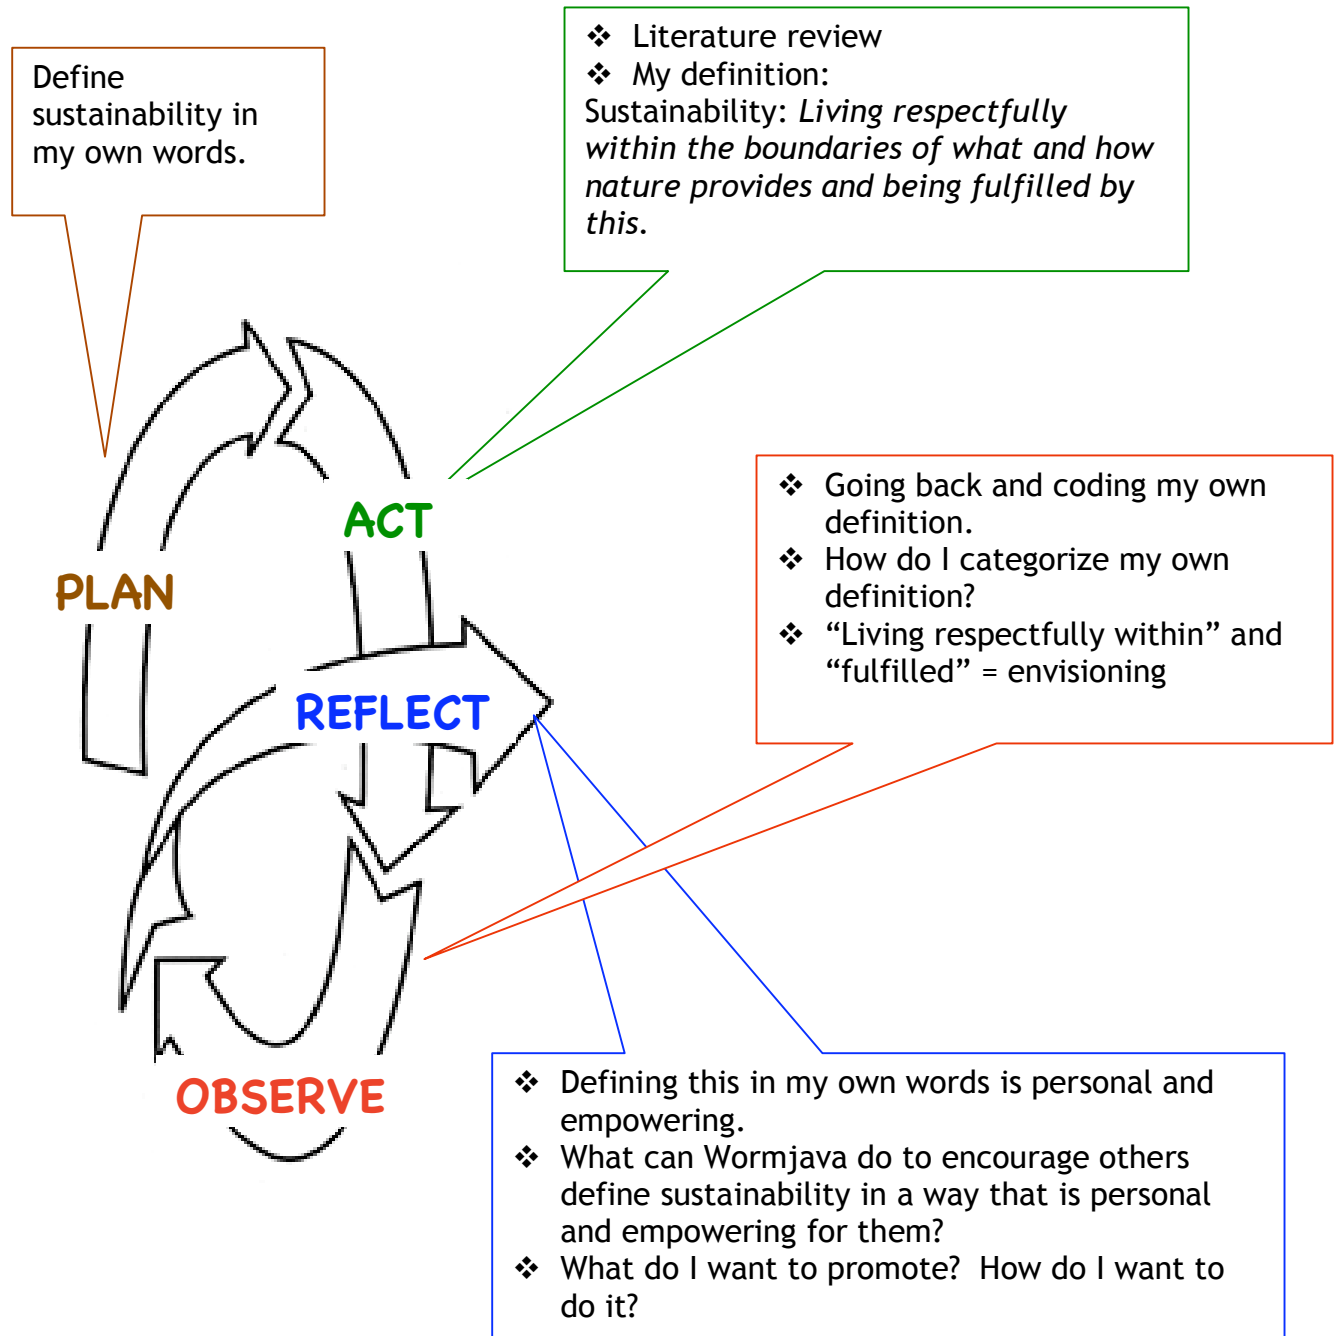 Define
sustainability in
my own words.
❖ Literature review
❖ My definition:
Sustainability: Living respectfully
within the boundaries of what and how
nature provides and being fulfilled by
this.
ACT
PLAN
❖ Going back and coding my own
definition.
❖ How do I categorize my own
definition?
❖ “Living respectfully within” and
“fulfilled” = envisioning
REFLECT
OBSERVE
❖ Defining this in my own words is personal and
empowering.
❖ What can Wormjava do to encourage others
define sustainability in a way that is personal
and empowering for them?
❖ What do I want to promote?  How do I want to
do it?